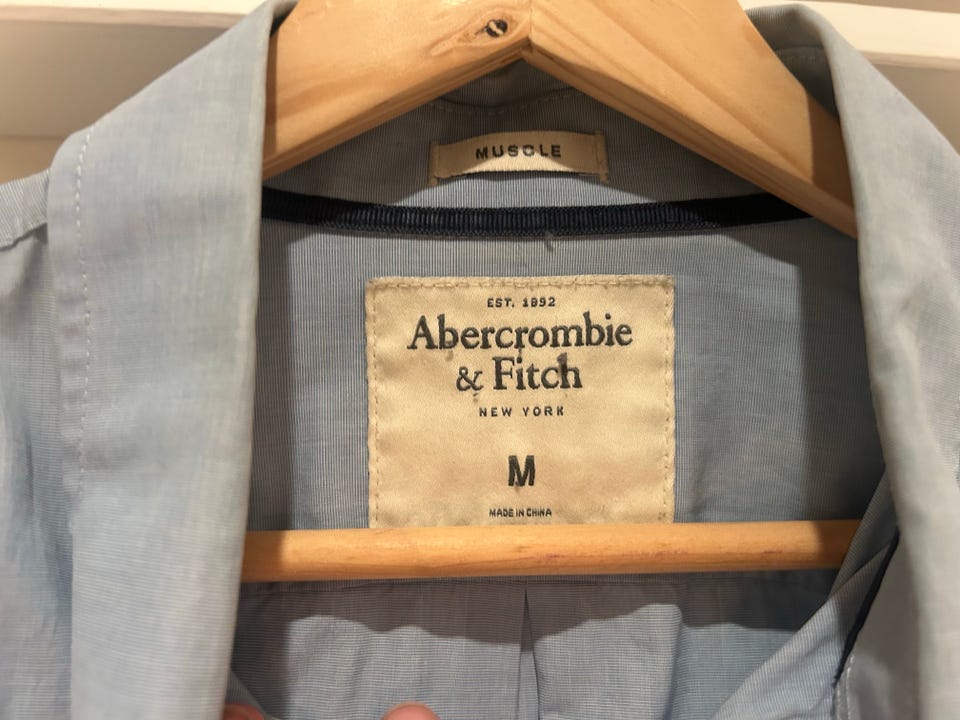 MUSCLE
EST. 1892
Abercrombie
& Fitch
NEW YORK
M
MADE IN CHINA